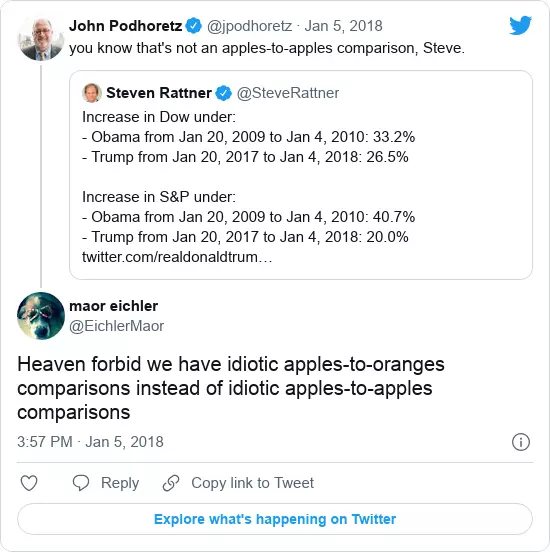 John Podhoretz @jpodhoretz · Jan 5, 2018
you know that's not an apples-to-apples comparison, Steve.
Steven Rattner @SteveRattner
Increase in Dow under:
- Obama from Jan 20, 2009 to Jan 4, 2010: 33.2%
- Trump from Jan 20, 2017 to Jan 4, 2018: 26.5%
Increase in S&P under:
- Obama from Jan 20, 2009 to Jan 4, 2010: 40.7%
- Trump from Jan 20, 2017 to Jan 4, 2018: 20.0%
twitter.com/realdonaldtrum…
maor eichler
@EichlerMaor
Heaven forbid we have idiotic apples-to-oranges
comparisons instead of idiotic apples-to-apples
comparisons
3:57 PM · Jan 5, 2018
Reply Copy link to Tweet
Explore what's happening on Twitter